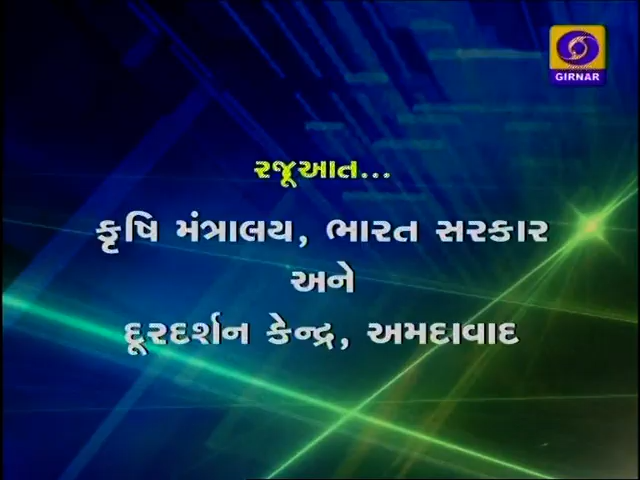 GIRNAR
રજૂઆત...
કૃષિ મંત્રાલય, ભારત સરકાર
અને
દૂરદર્શન કેન્દ્ર, અમદાવાદ